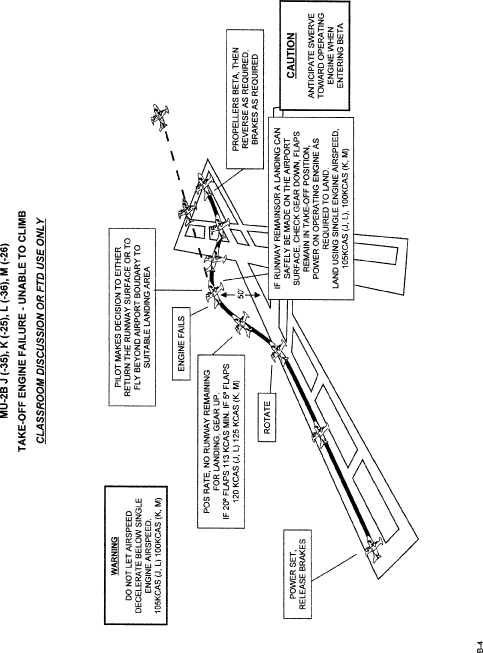 MU-2B J (-35), K (-25), L (-36), M (-26)
TAKE-OFF ENGINE FAILURE - UNABLE TO CLIMB
CLASSROOM DISCUSSION OR FTD USE ONLY
WARNING
DO NOT LET AIRSPEED
DECELERATE BELOW SINGLE
ENGINE AIRSPEED.
105KCAS (J, L) 100KCAS (K, M)
PILOT MAKES DECISION TO EITHER
RETURN THE RUNWAY SURFACE OR TO
FLY BEYOND AIRPORT BOUNDARY TO
SUITABLE LANDING AREA
ENGINE FAILS
POS RATE, NO RUNWAY REMAINING
FOR LANDING, GEAR UP.
IF 20° FLAPS 113 KCAS MIN. IF 5° FLAPS
120 KCAS (J, L) 125 KCAS (K, M)
ROTATE
POWER SET,
RELEASE BRAKES
50'
PROPELLERS BETA, THEN
REVERSE AS REQUIRED,
BRAKES AS REQUIRED
CAUTION
ANTICIPATE SWERVE
TOWARD OPERATING
ENGINE WHEN
ENTERING BETA
IF RUNWAY REMAINSOR A LANDING CAN
SAFELY BE MADE ON THE AIRPORT
SURFACE, CHECK GEAR DOWN, FLAPS
REMAIN IN TAKE-OFF POSITION,
POWER ON OPERATING ENGINE AS
REQUIRED TO LAND.
LAND USING SINGLE ENGINE AIRSPEED,
105KCAS (J, L), 100KCAS (K, M)
B-4